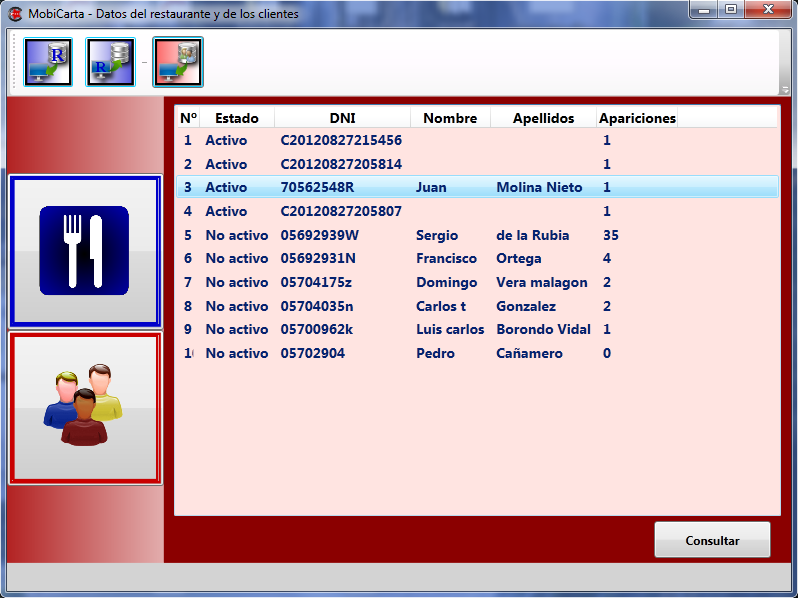 MobiCarta - Datos del restaurante y de los clientes
R
R
Nº Estado DNI Nombre Apellidos Apariciones
1 Activo C20120827215456 1
2 Activo C20120827205814 1
3 Activo 70562548R Juan Molina Nieto 1
4 Activo C20120827205807 1
5 No activo 05692939W Sergio de la Rubia 35
6 No activo 05692931N Francisco Ortega 4
7 No activo 05704175z Domingo Vera malagon 2
8 No activo 05704035n Carlos t Gonzalez 2
9 No activo 05700962k Luis carlos Borondo Vidal 1
10 No activo 05702904 Pedro Cañamero 0
Consultar